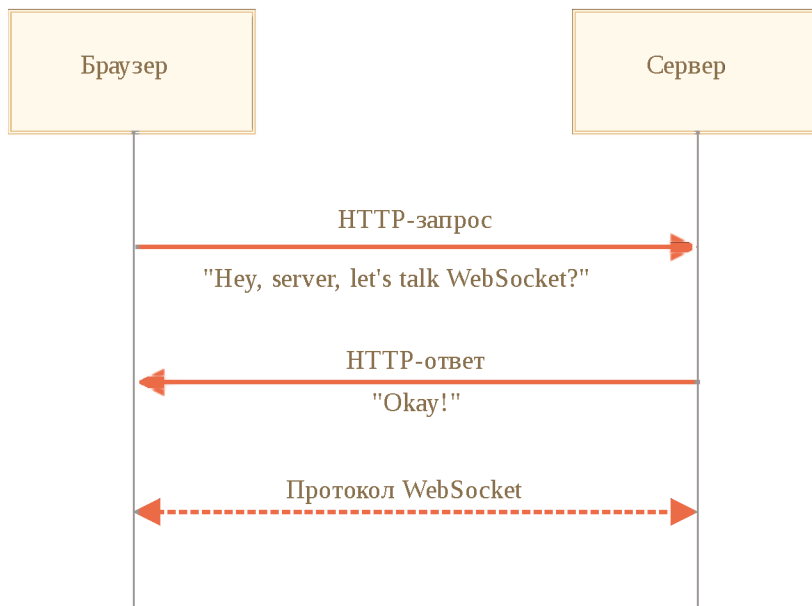 Браузер
Сервер
HTTP-запрос
"Hey, server, let's talk WebSocket?"
HTTP-ответ
"Okay!"
Протокол WebSocket